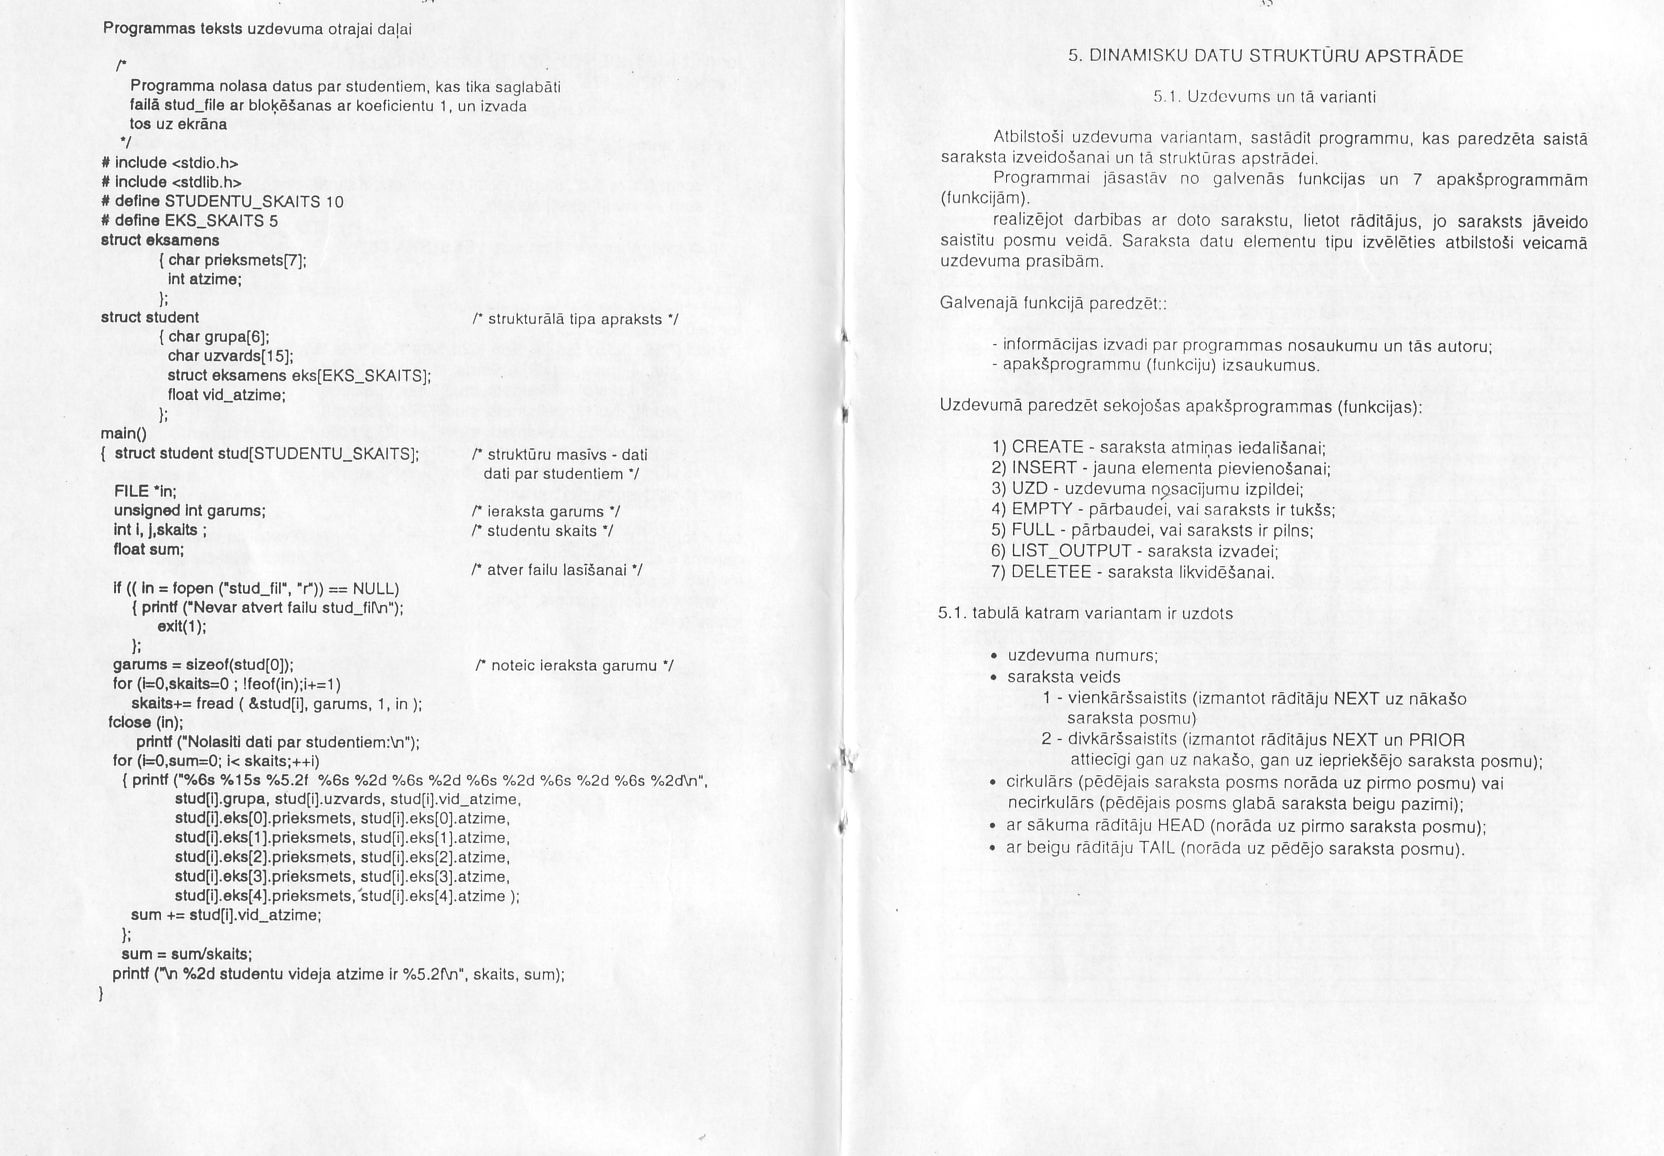 Programmas teksts uzdevuma otrajai daļai
/*
Programma nolasa datus par studentiem, kas tika saglabāti
failā stud_file ar bloķēšanas ar koeficientu 1, un izvada
tos uz ekrāna
*/
# include <stdio.h>
# include <stdlib.h>
# define STUDENTU_SKAITS 10
# define EKS_SKAITS 5
struct eksamens
{ char prieksmets[7];
int atzime;
};
struct student /* strukturālā tipa apraksts */
{ char grupa[6];
char uzvards[15];
struct eksamens eks[EKS_SKAITS];
float vid_atzime;
};
main()
{ struct student stud[STUDENTU_SKAITS]; /* struktūru masīvs - dati
dati par studentiem */
FILE *in;
unsigned int garums; /* ieraksta garums */
int i, j,skaits ; /* studentu skaits */
float sum;
/* atver failu lasīšanai */
if (( in = fopen ("stud_fil", "r")) == NULL)
{ printf ("Nevar atvert failu stud_fil\n");
exit(1);
};
garums = sizeof(stud[0]); /* noteic ieraksta garumu */
for (i=0,skaits=0 ; !feof(in);i+=1)
skaits+= fread ( &stud[i], garums, 1, in );
fclose (in);
printf ("Nolasiti dati par studentiem:\n");
for (i=0,sum=0; i< skaits;++i)
{ printf ("%6s %15s %5.2f %6s %2d %6s %2d %6s %2d %6s %2d %6s %2d\n",
stud[i].grupa, stud[i].uzvards, stud[i].vid_atzime,
stud[i].eks[0].prieksmets, stud[i].eks[0].atzime,
stud[i].eks[1].prieksmets, stud[i].eks[1].atzime,
stud[i].eks[2].prieksmets, stud[i].eks[2].atzime,
stud[i].eks[3].prieksmets, stud[i].eks[3].atzime,
stud[i].eks[4].prieksmets, stud[i].eks[4].atzime );
sum += stud[i].vid_atzime;
};
sum = sum/skaits;
printf ("\n %2d studentu videja atzime ir %5.2f\n", skaits, sum);
}
5. DINAMISKU DATU STRUKTŪRU APSTRĀDE
5.1. Uzdevums un tā varianti
Atbilstoši uzdevuma variantam, sastādīt programmu, kas paredzēta saistā
saraksta izveidošanai un tā struktūras apstrādei.
Programmai jāsastāv no galvenās funkcijas un 7 apakšprogrammām
(funkcijām).
realizējot darbības ar doto sarakstu, lietot rādītājus, jo saraksts jāveido
saistītu posmu veidā. Saraksta datu elementu tipu izvēlēties atbilstoši veicamā
uzdevuma prasībām.
Galvenajā funkcijā paredzēt::
- informācijas izvadi par programmas nosaukumu un tās autoru;
- apakšprogrammu (funkciju) izsaukumus.
Uzdevumā paredzēt sekojošas apakšprogrammas (funkcijas):
1) CREATE - saraksta atmiņas iedalīšanai;
2) INSERT - jauna elementa pievienošanai;
3) UZD - uzdevuma nosacījumu izpildei;
4) EMPTY - pārbaudei, vai saraksts ir tukšs;
5) FULL - pārbaudei, vai saraksts ir pilns;
6) LIST_OUTPUT - saraksta izvadei;
7) DELETEE - saraksta likvidēšanai.
5.1. tabulā katram variantam ir uzdots
• uzdevuma numurs;
• saraksta veids
1 - vienkāršsaistīts (izmantot rādītāju NEXT uz nākašo
saraksta posmu)
2 - divkāršsaistīts (izmantot rādītājus NEXT un PRIOR
attiecīgi gan uz nakašo, gan uz iepriekšējo saraksta posmu);
• cirkulārs (pēdējais saraksta posms norāda uz pirmo posmu) vai
necirkulārs (pēdējais posms glabā saraksta beigu pazimi);
• ar sākuma rādītāju HEAD (norāda uz pirmo saraksta posmu);
• ar beigu rādītāju TAIL (norāda uz pēdējo saraksta posmu).